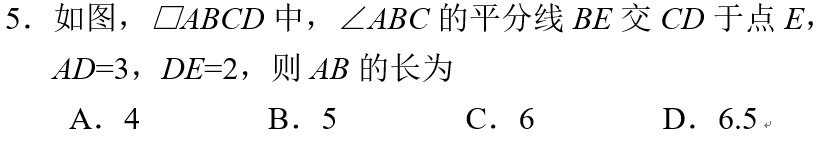 5．如图，▱ABCD 中，∠ABC 的平分线 BE 交 CD 于点 E，
AD=3，DE=2，则 AB 的长为
A．4 B．5 C．6 D．6.5